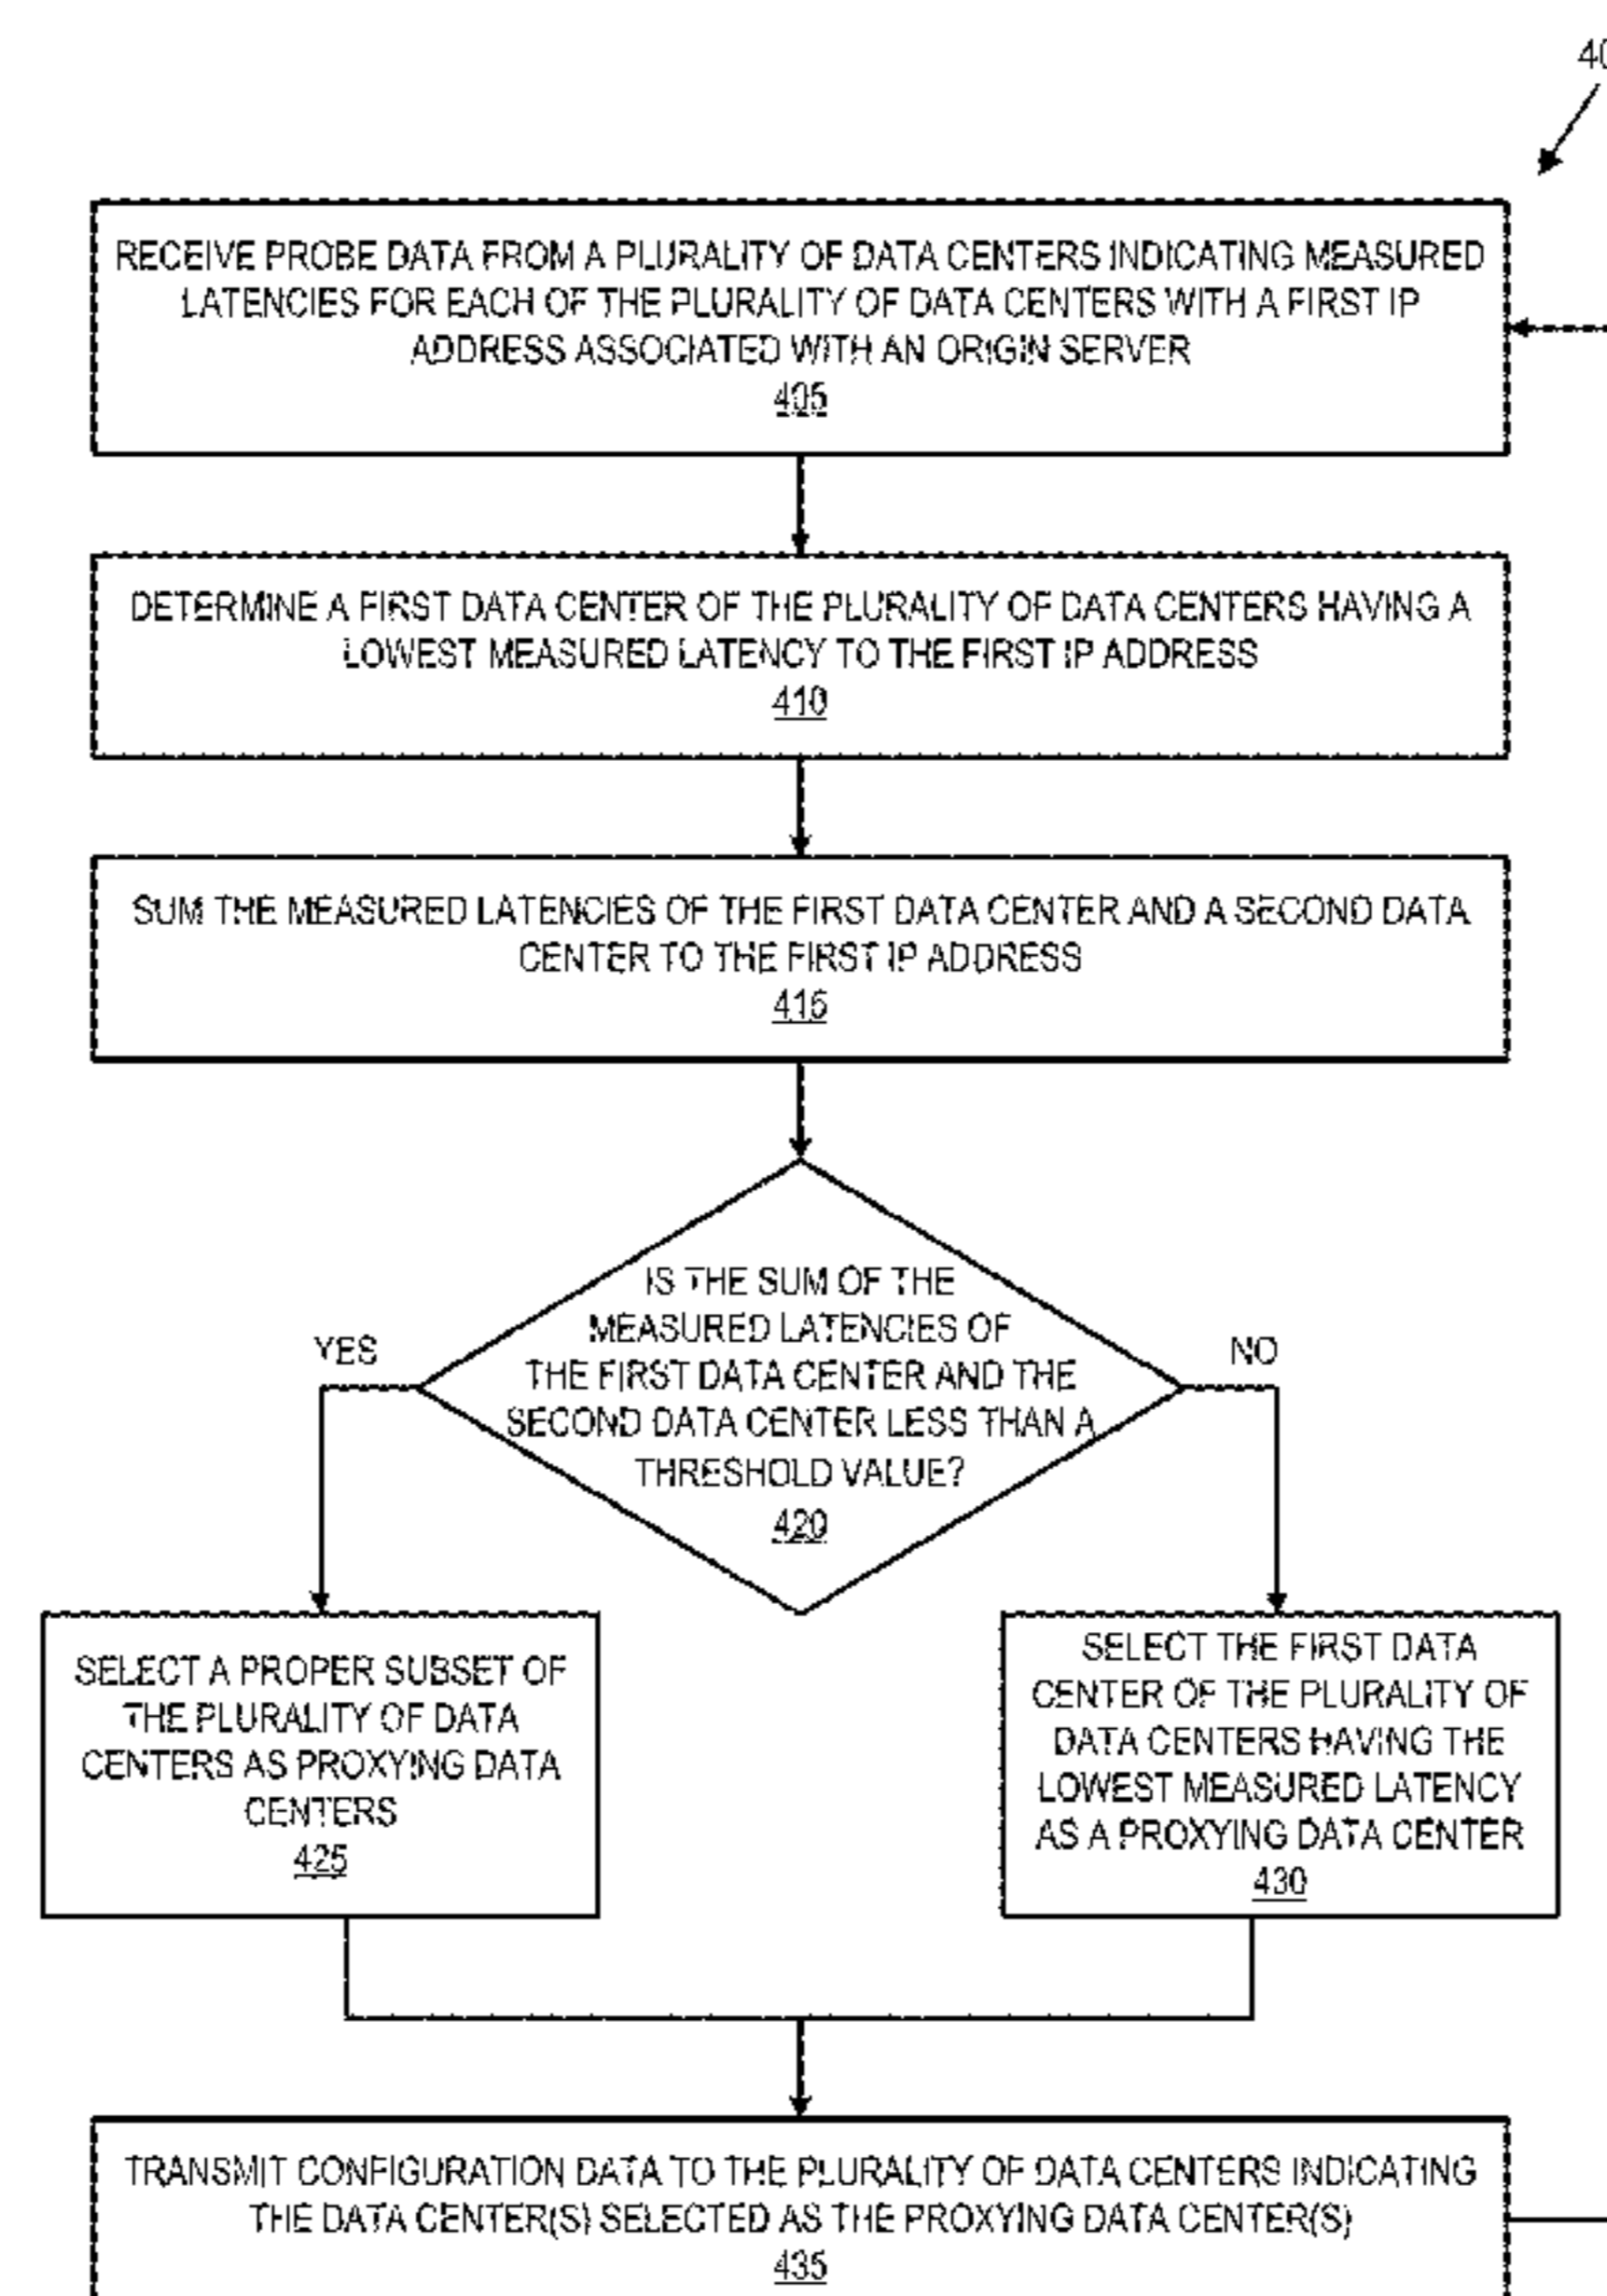 40
RECEIVE PROBE DATA FROM A PLURALITY OF DATA CENTERS INDICATING MEASURED
LATENCIES FOR EACH OF THE PLURALITY OF DATA CENTERS WITH A FIRST IP
ADDRESS ASSOCIATED WITH AN ORIGIN SERVER
405
DETERMINE A FIRST DATA CENTER OF THE PLURALITY OF DATA CENTERS HAVING A
LOWEST MEASURED LATENCY TO THE FIRST IP ADDRESS
410
SUM THE MEASURED LATENCIES OF THE FIRST DATA CENTER AND A SECOND DATA
CENTER TO THE FIRST IP ADDRESS
415
IS THE SUM OF THE
MEASURED LATENCIES OF
THE FIRST DATA CENTER AND THE
SECOND DATA CENTER LESS THAN A
THRESHOLD VALUE?
420
YES
NO
SELECT A PROPER SUBSET OF
THE PLURALITY OF DATA
CENTERS AS PROXYING DATA
CENTERS
425
SELECT THE FIRST DATA
CENTER OF THE PLURALITY OF
DATA CENTERS HAVING THE
LOWEST MEASURED LATENCY
AS A PROXYING DATA CENTER
430
TRANSMIT CONFIGURATION DATA TO THE PLURALITY OF DATA CENTERS INDICATING
THE DATA CENTER(S) SELECTED AS THE PROXYING DATA CENTER(S)
435